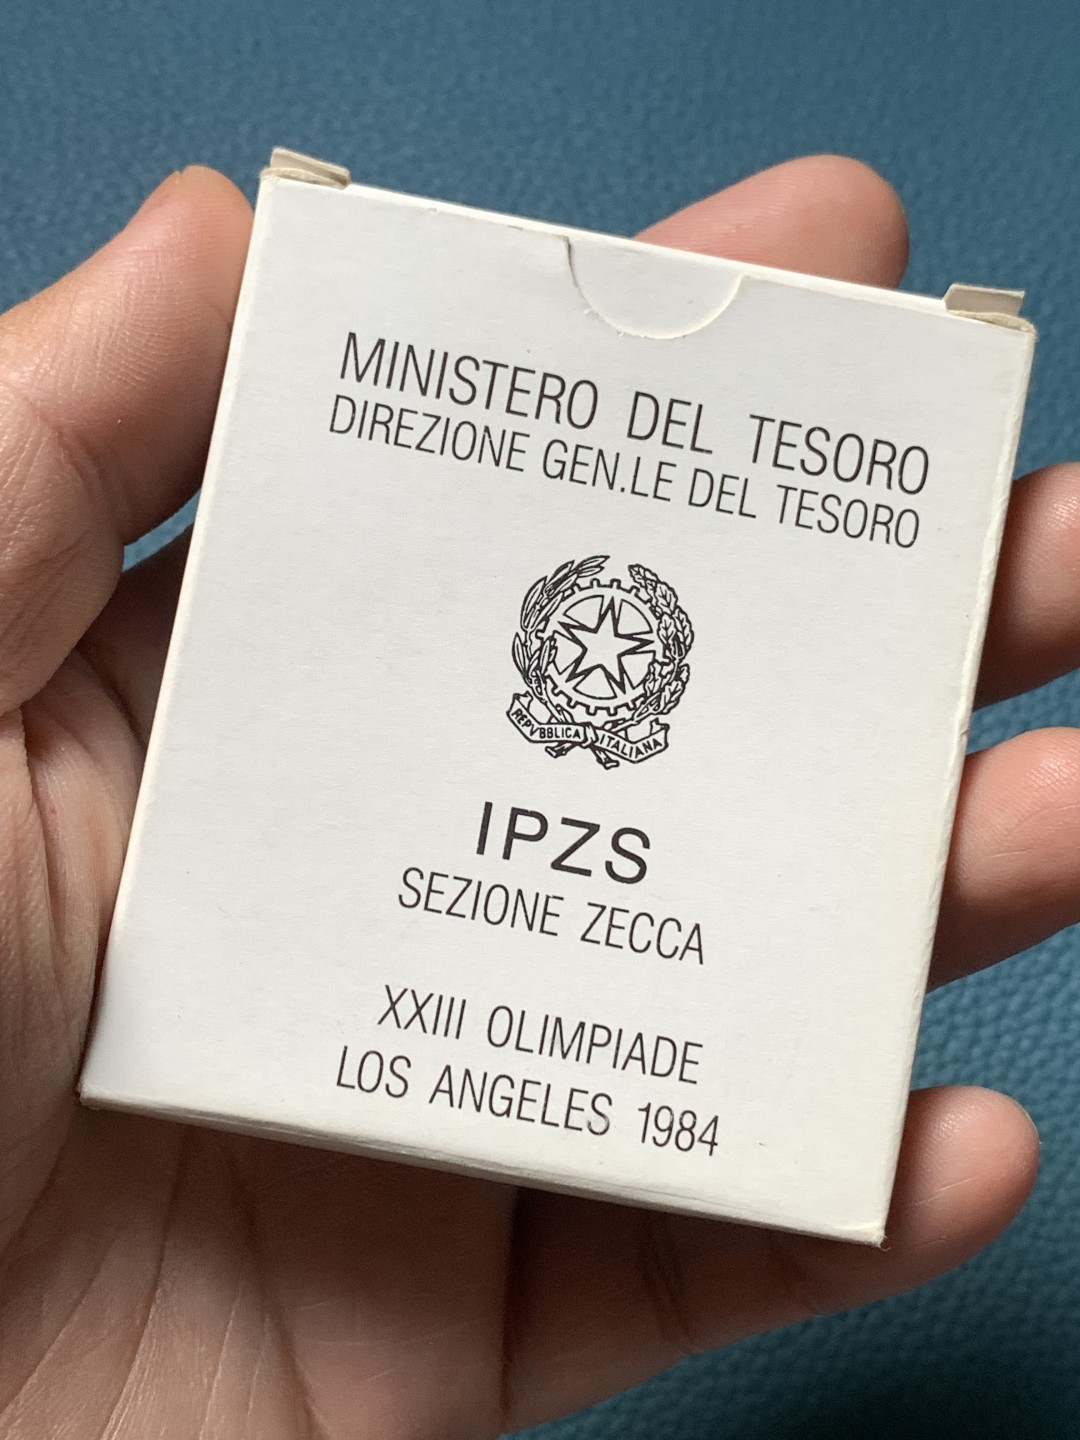 MINISTERO DEL TESORO
DIREZIONE GEN.LE DEL TESORO
REPVBBLICA ITALIANA
IPZS
SEZIONE ZECCA
XXIII OLIMPIADE
LOS ANGELES 1984